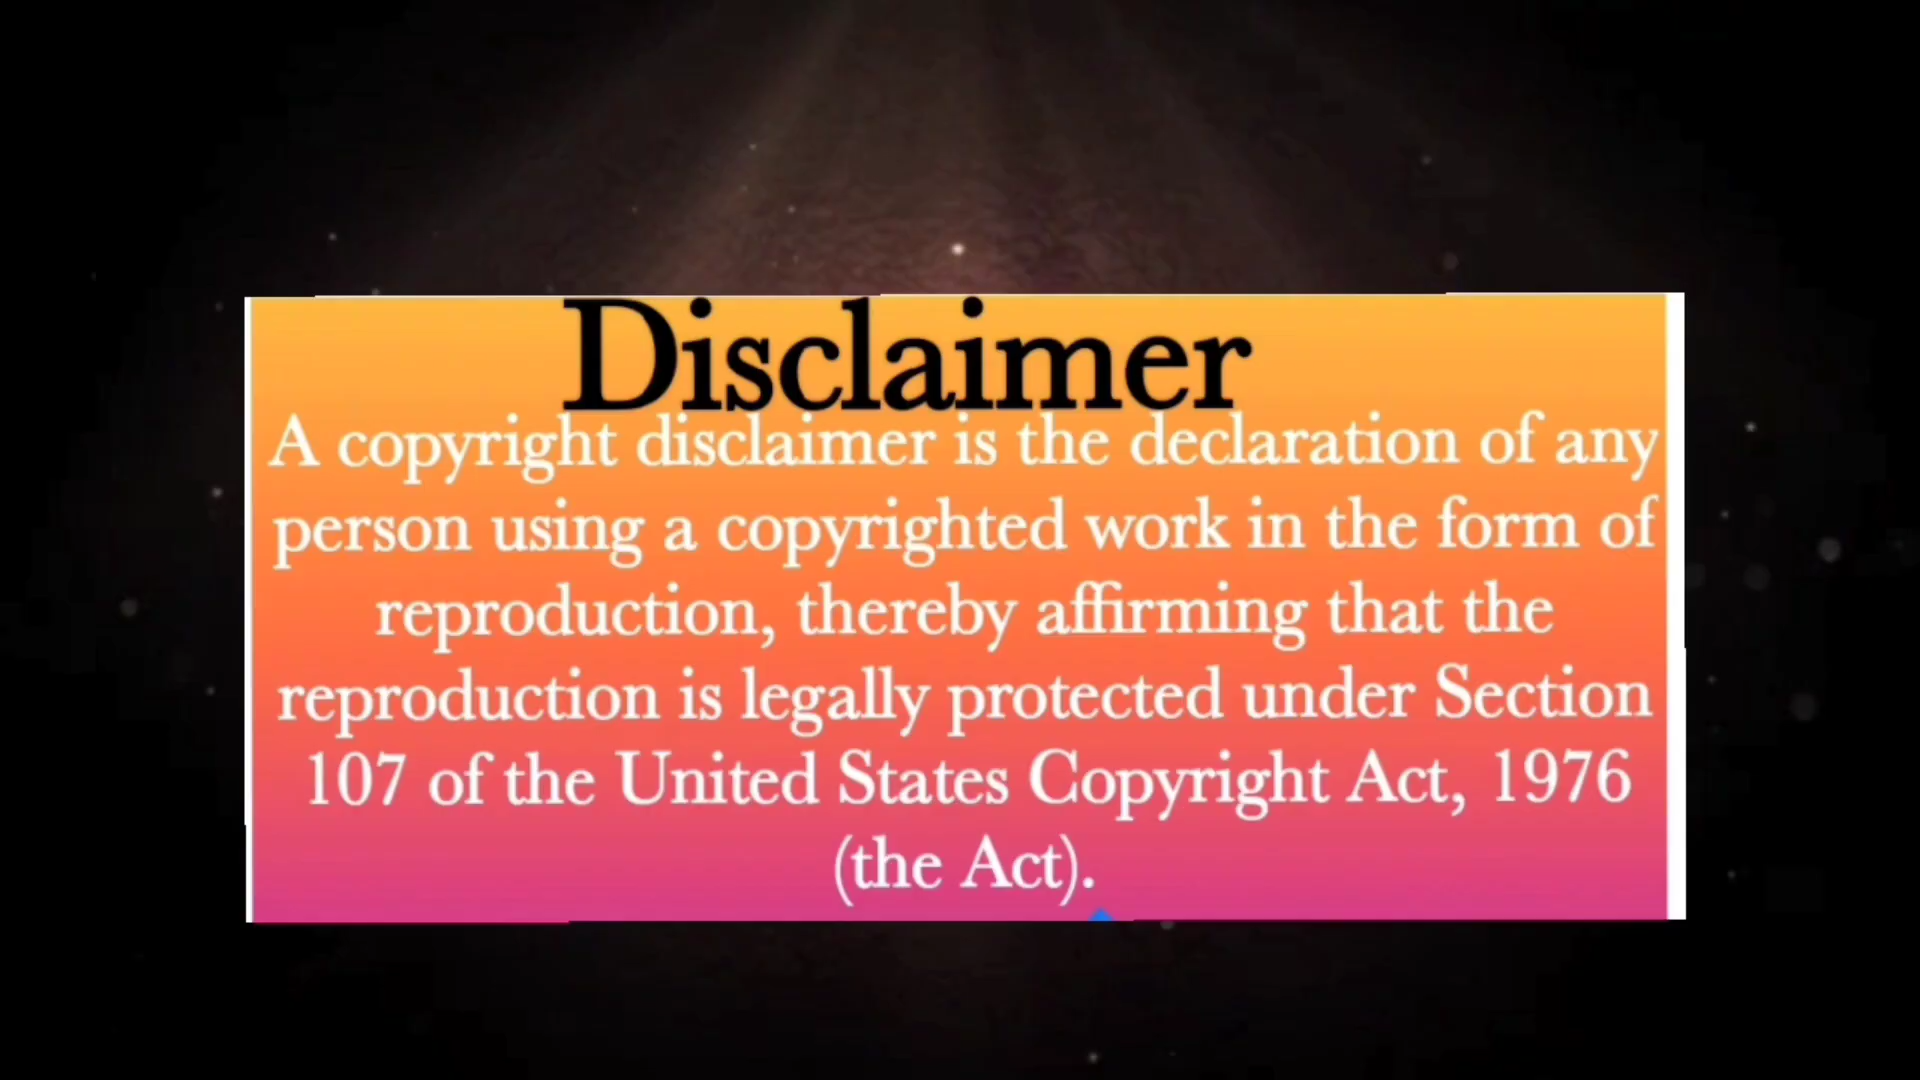 Disclaimer
A copyright disclaimer is the declaration of any
person using a copyrighted work in the form of
reproduction, thereby affirming that the
reproduction is legally protected under Section
107 of the United States Copyright Act, 1976
(the Act).